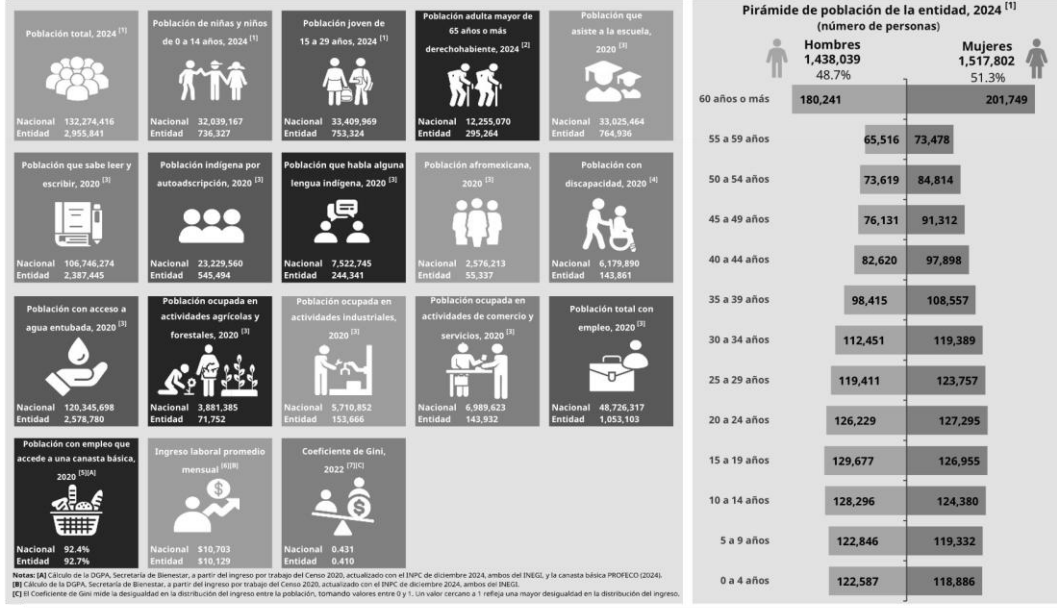 Población total, 2024 [1]
Nacional 132,274,416
Entidad 2,955,841
Población de niñas y niños
de 0 a 14 años, 2024 [1]
Nacional 32,039,167
Entidad 736,327
Población joven de
15 a 29 años, 2024 [1]
Nacional 33,409,969
Entidad 753,324
Población adulta mayor de
65 años o más
derechohabiente, 2024 [2]
Nacional 12,255,070
Entidad 295,264
Población que
asiste a la escuela,
2020 [3]
Nacional 33,025,464
Entidad 764,936
Población que sabe leer y
escribir, 2020 [3]
Nacional 106,746,274
Entidad 2,387,445
Población indígena por
autoadscripción, 2020 [3]
Nacional 23,229,560
Entidad 545,494
Población que habla alguna
lengua indígena, 2020 [3]
Nacional 7,522,745
Entidad 244,341
Población afromexicana,
2020 [3]
Nacional 2,576,213
Entidad 55,337
Población con
discapacidad, 2020 [4]
Nacional 6,179,890
Entidad 143,861
Población con acceso a
agua entubada, 2020 [3]
Nacional 120,345,698
Entidad 2,578,780
Población ocupada en
actividades agrícolas y
forestales, 2020 [3]
Nacional 3,881,385
Entidad 71,752
Población ocupada en
actividades industriales,
2020 [3]
Nacional 5,710,852
Entidad 153,666
Población ocupada en
actividades de comercio y
servicios, 2020 [3]
Nacional 6,989,623
Entidad 143,932
Población total con
empleo, 2020 [3]
Nacional 48,726,317
Entidad 1,053,103
Población con empleo que
accede a una canasta básica,
2020 [5][A]
Nacional 92.4%
Entidad 92.7%
Ingreso laboral promedio
mensual [6][B]
Nacional $10,703
Entidad $10,129
Coeficiente de Gini,
2022 [7][C]
Nacional 0.431
Entidad 0.410
Notas: [A] Cálculo de la DGPA, Secretaría de Bienestar, a partir del ingreso por trabajo del Censo 2020, actualizado con el INPC de diciembre 2024, ambos del INEGI, y la canasta básica PROFECO (2024).
[B] Cálculo de la DGPA, Secretaría de Bienestar, a partir del ingreso por trabajo del Censo 2020, actualizado con el INPC de diciembre 2024, ambos del INEGI.
[C] El Coeficiente de Gini mide la desigualdad en la distribución del ingreso entre la población, tomando valores entre 0 y 1. Un valor cercano a 1 refleja una mayor desigualdad en la distribución del ingreso.
Pirámide de población de la entidad, 2024 [1]
(número de personas)
Hombres
1,438,039
48.7%
Mujeres
1,517,802
51.3%
60 años o más 180,241 201,749
55 a 59 años 65,516 73,478
50 a 54 años 73,619 84,814
45 a 49 años 76,131 91,312
40 a 44 años 82,620 97,898
35 a 39 años 98,415 108,557
30 a 34 años 112,451 119,389
25 a 29 años 119,411 123,757
20 a 24 años 126,229 127,295
15 a 19 años 129,677 126,955
10 a 14 años 128,296 124,380
5 a 9 años 122,846 119,332
0 a 4 años 122,587 118,886